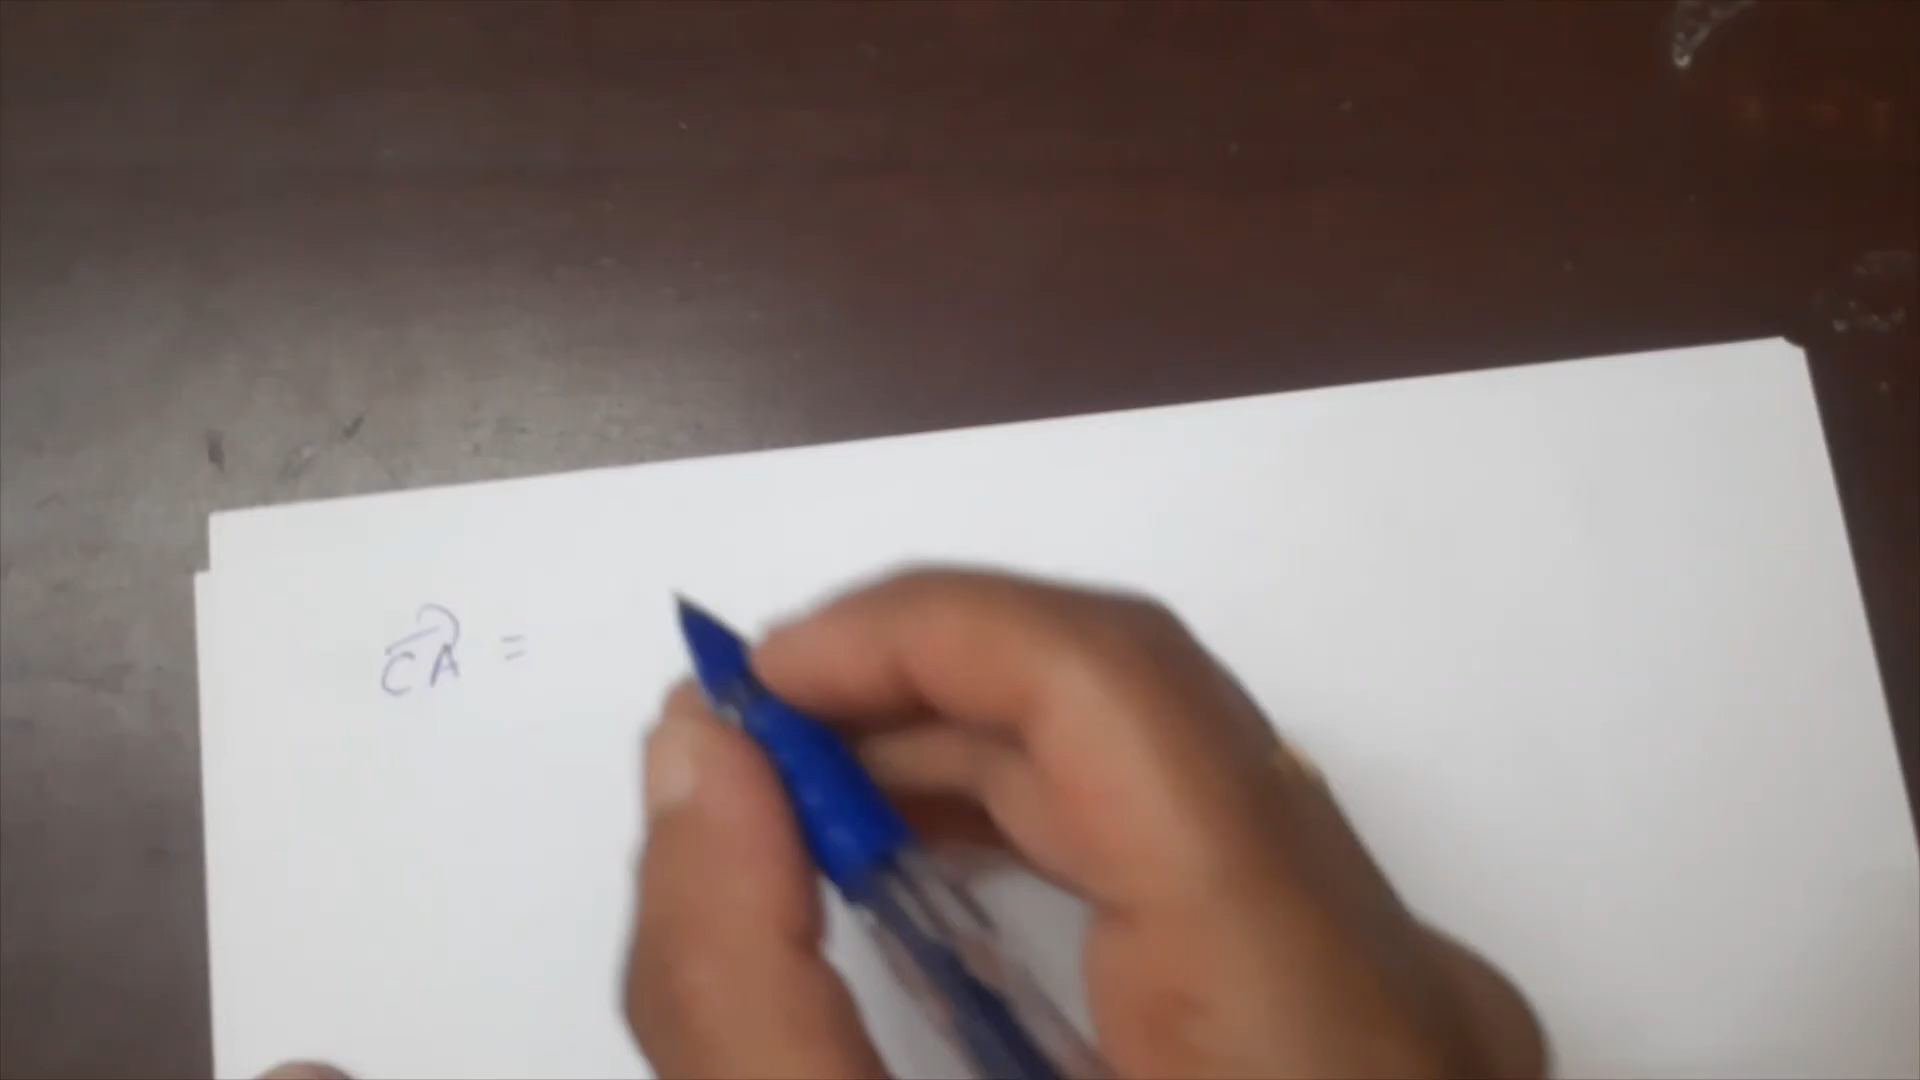 CA =